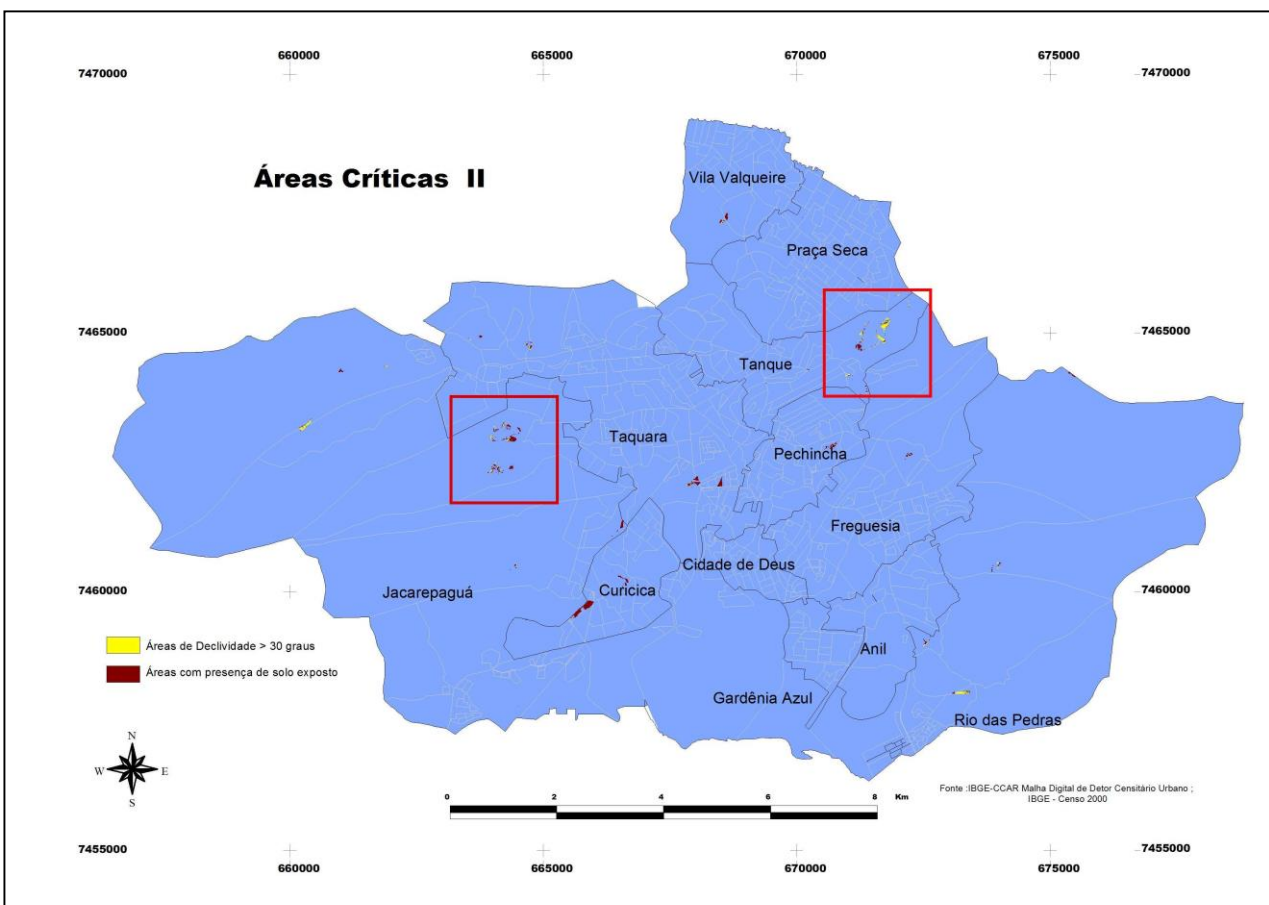 660000 665000 670000 675000
7470000 7470000
Áreas Críticas II
Vila Valqueire
Praça Seca
7465000 7465000
Tanque
Taquara
Pechincha
Freguesia
Cidade de Deus
Jacarepaguá
Curicica
7460000 7460000
Áreas de Declividade > 30 graus
Áreas com presença de solo exposto
Anil
Gardênia Azul
Rio das Pedras
N
W E
S
0 2 4 6 8 Km
Fonte :IBGE-CCAR Malha Digital de Detor Censitário Urbano ;
IBGE - Censo 2000
7455000 7455000
660000 665000 670000 675000